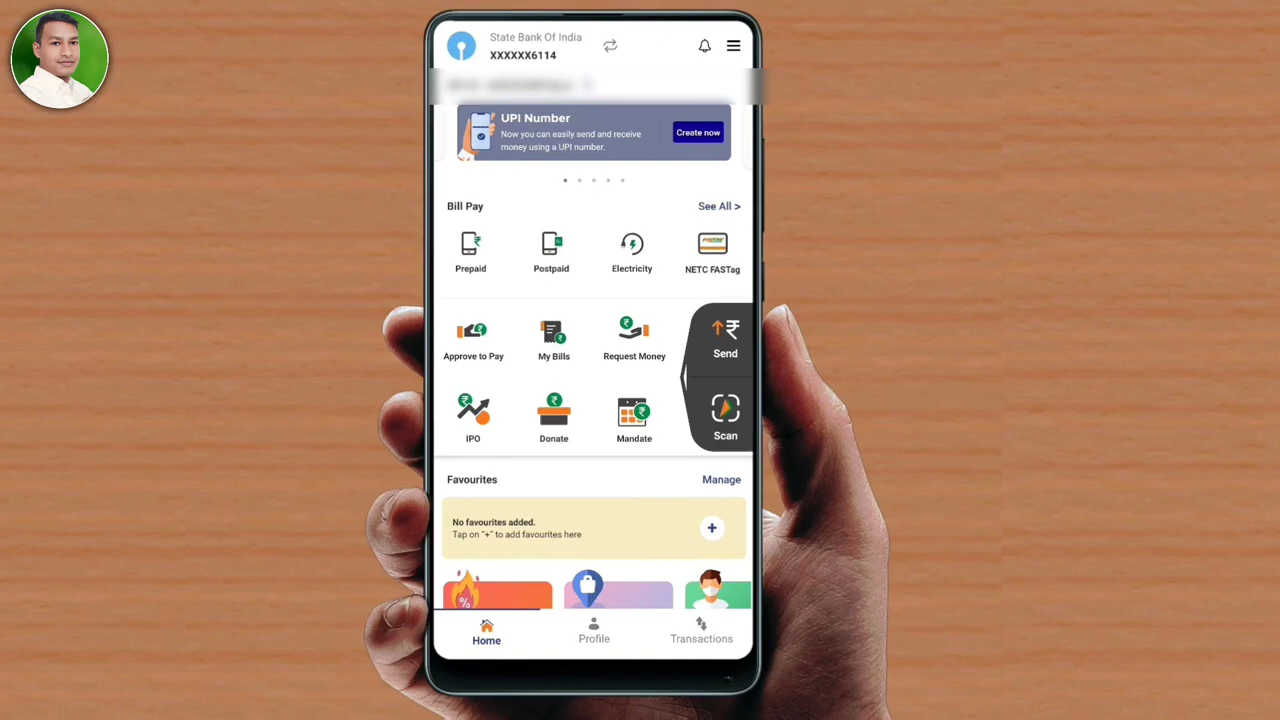 State Bank Of India
XXXXXX6114
UPI Number
Now you can easily send and receive
money using a UPI number.
Create now
Bill Pay
See All >
Prepaid
Postpaid
Electricity
NETC FASTag
Approve to Pay
My Bills
Request Money
Send
IPO
Donate
Mandate
Scan
Favourites
Manage
No favourites added.
Tap on "+" to add favourites here
Home
Profile
Transactions